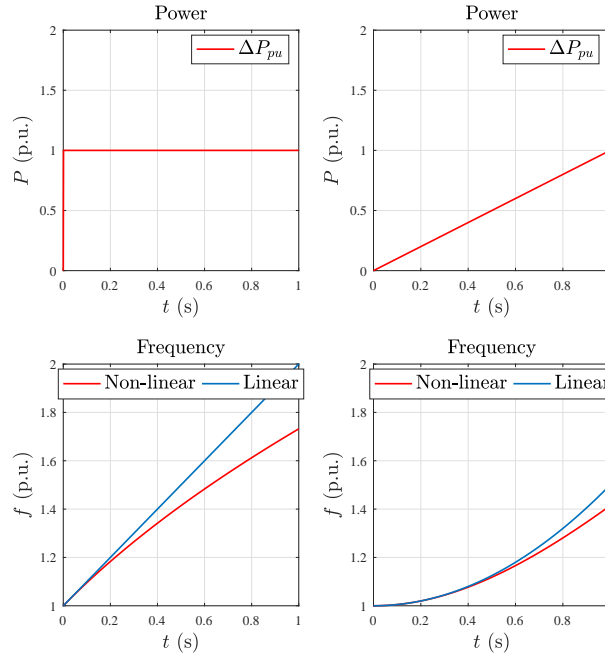 Power
ΔP_pu
P (p.u.)
2
1.5
1
0.5
0
0 0.2 0.4 0.6 0.8 1
t (s)
Power
ΔP_pu
P (p.u.)
2
1.5
1
0.5
0
0 0.2 0.4 0.6 0.8
t (s)
Frequency
Non-linear Linear
f (p.u.)
2
1.8
1.6
1.4
1.2
1
0 0.2 0.4 0.6 0.8 1
t (s)
Frequency
Non-linear Linear
f (p.u.)
2
1.8
1.6
1.4
1.2
1
0 0.2 0.4 0.6 0.8
t (s)